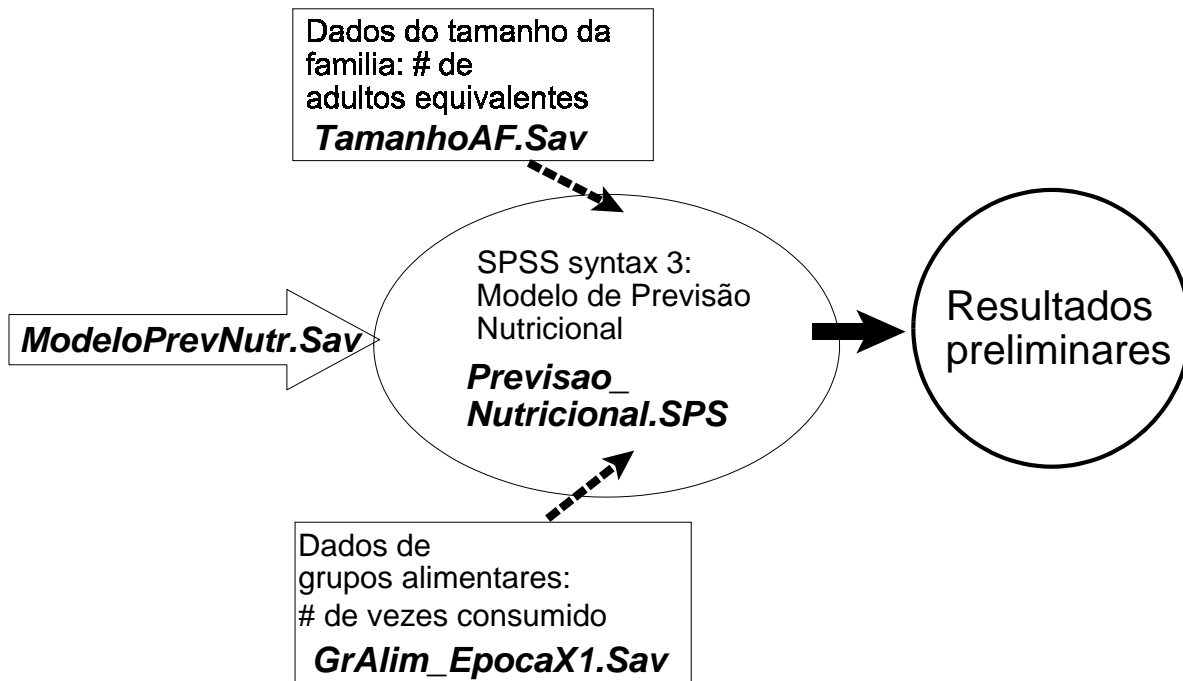 Dados do tamanho da
familia: # de
adultos equivalentes
TamanhoAF.Sav
ModeloPrevNutr.Sav
SPSS syntax 3:
Modelo de Previsão
Nutricional
Previsao_
Nutricional.SPS
Resultados
preliminares
Dados de
grupos alimentares:
# de vezes consumido
GrAlim_EpocaX1.Sav